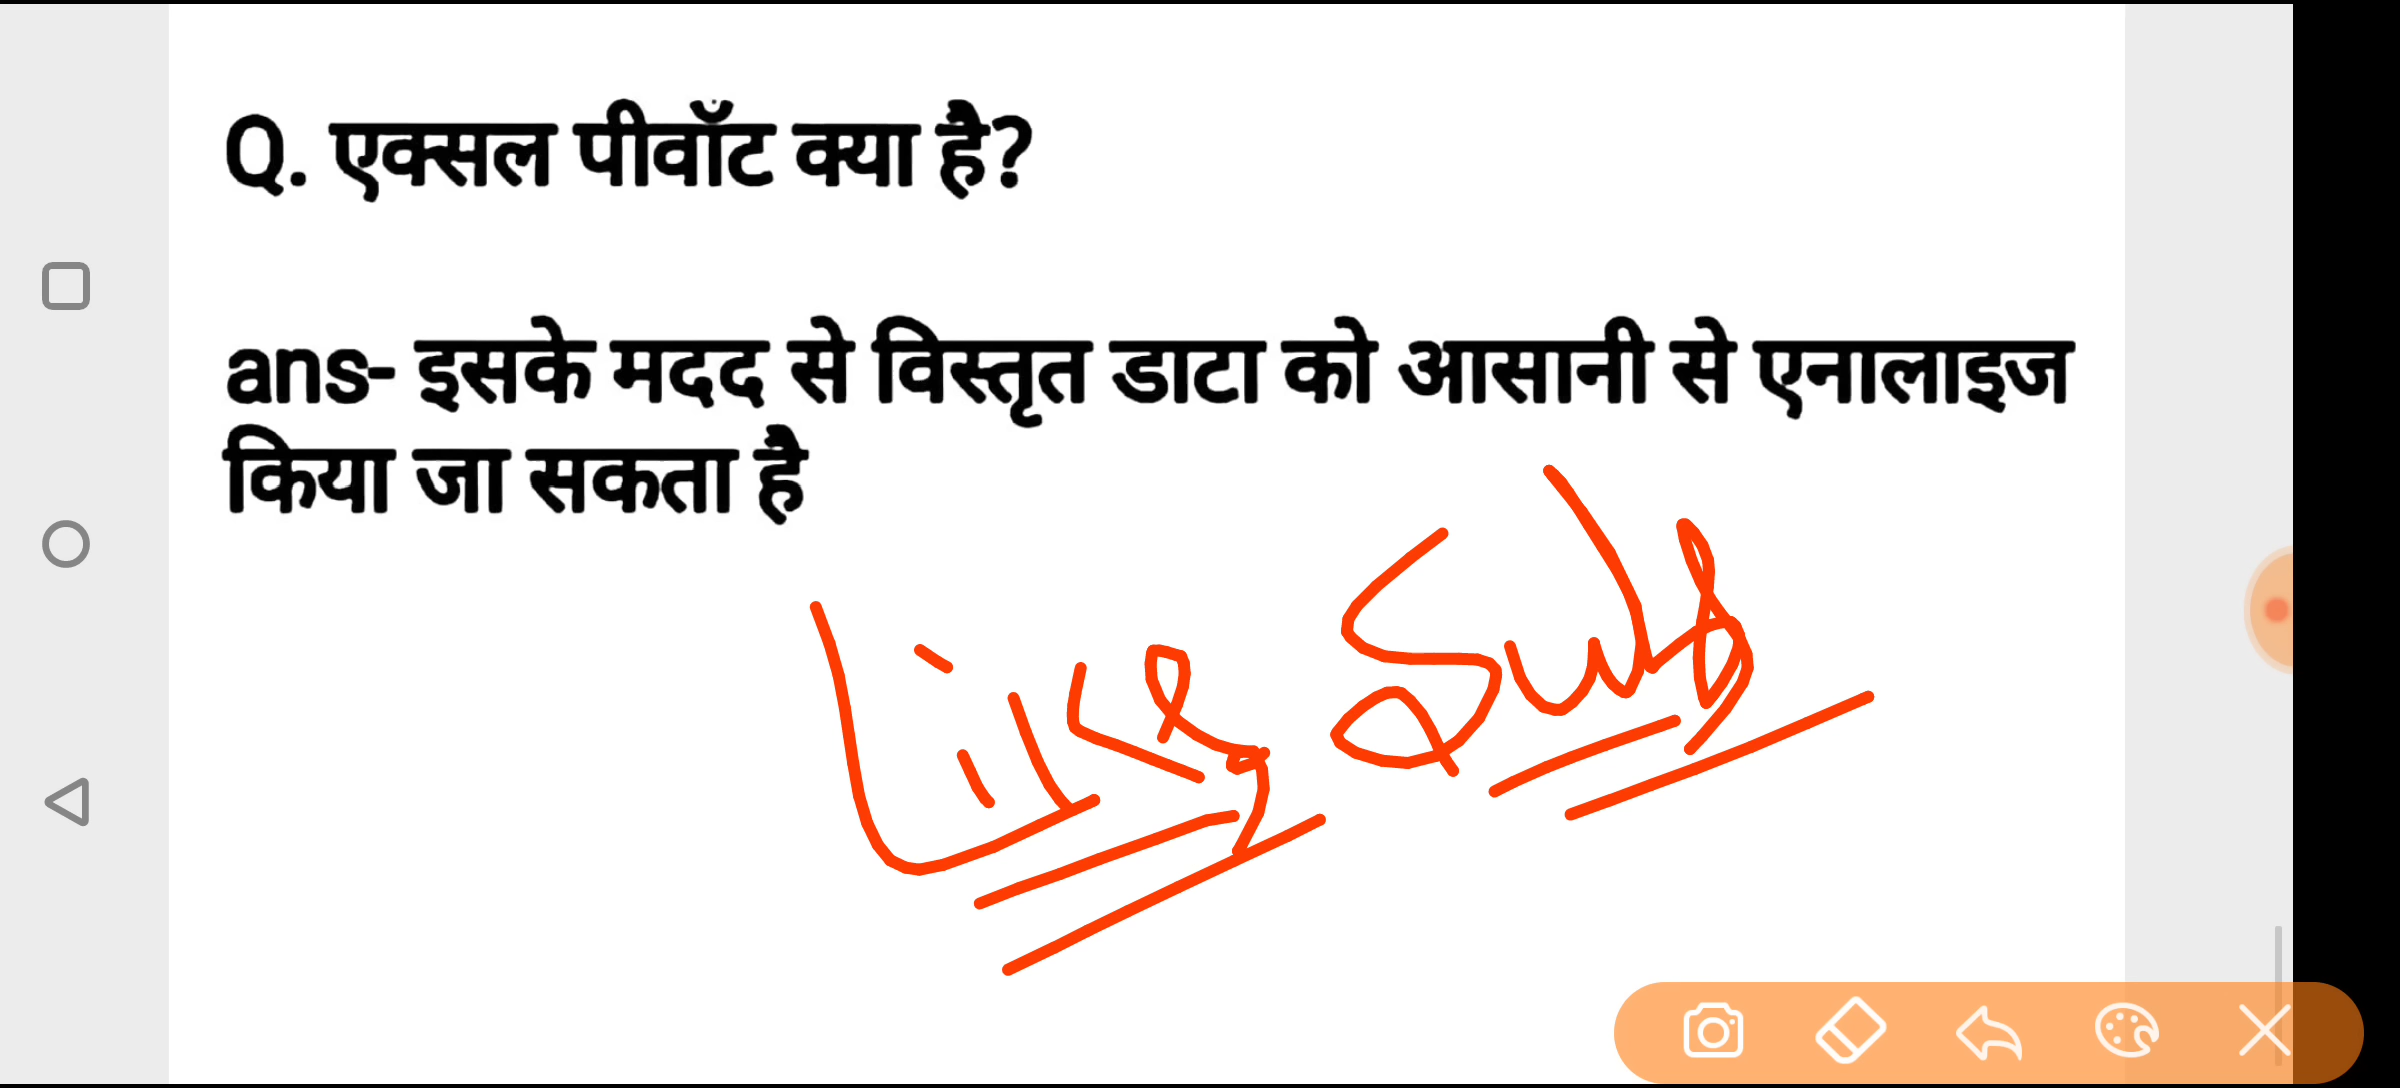 Q. एक्सल पीवॉंट क्या है?
ans- इसके मदद से विस्तृत डाटा को आसानी से एनालाइज
किया जा सकता है
Like, Sub